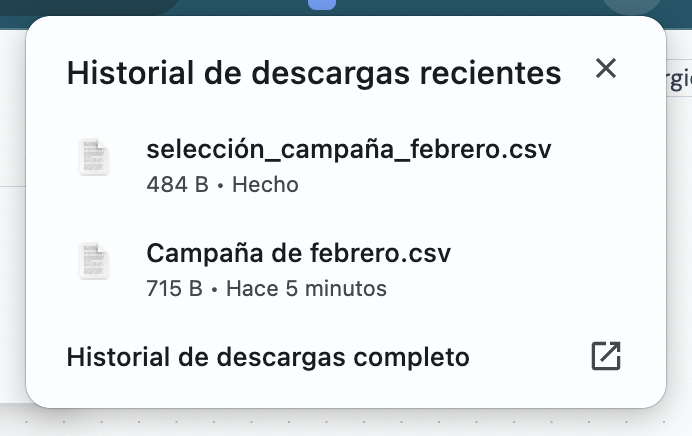 Historial de descargas recientes
selección_campaña_febrero.csv
484 B • Hecho
Campaña de febrero.csv
715 B • Hace 5 minutos
Historial de descargas completo